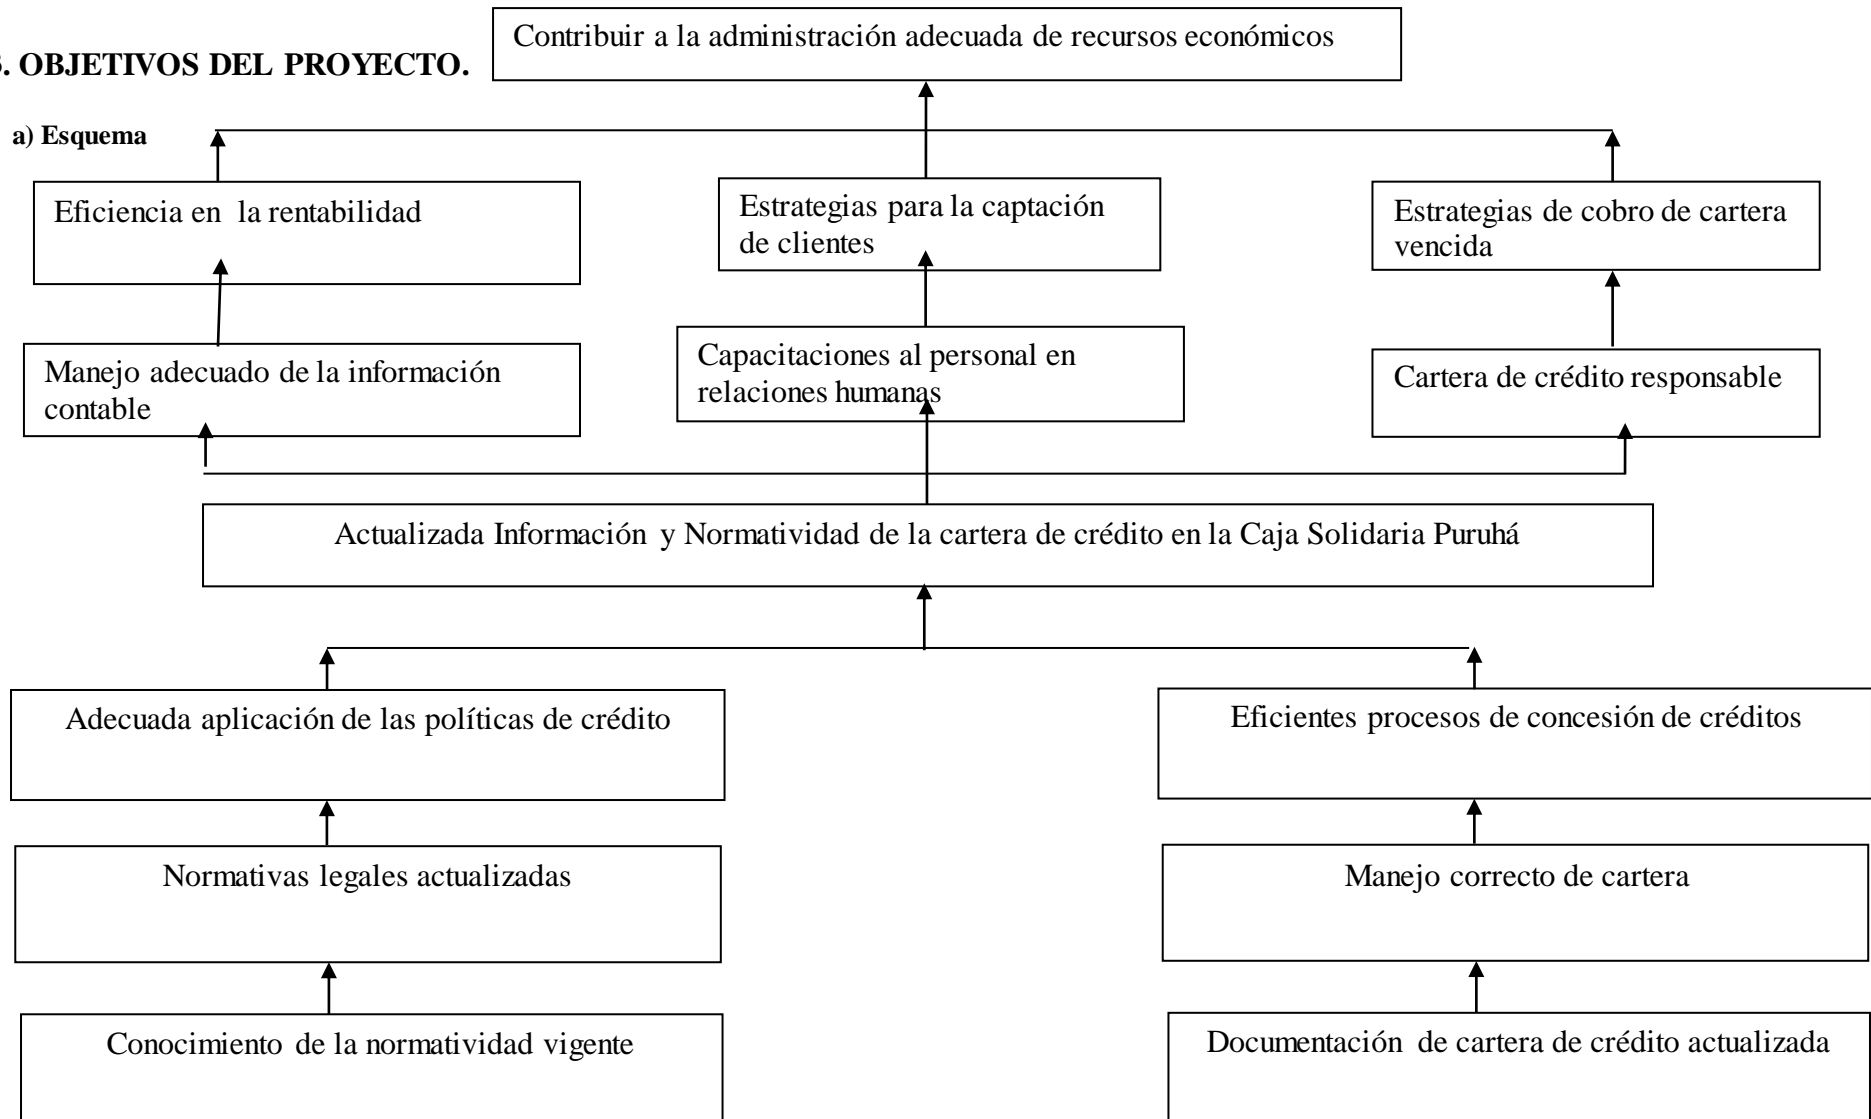 Contribuir a la administración adecuada de recursos económicos
3. OBJETIVOS DEL PROYECTO.
a) Esquema
Eficiencia en la rentabilidad
Estrategias para la captación
de clientes
Estrategias de cobro de cartera
vencida
Manejo adecuado de la información
contable
Capacitaciones al personal en
relaciones humanas
Cartera de crédito responsable
Actualizada Información y Normatividad de la cartera de crédito en la Caja Solidaria Puruhá
Adecuada aplicación de las políticas de crédito
Eficientes procesos de concesión de créditos
Normativas legales actualizadas
Manejo correcto de cartera
Conocimiento de la normatividad vigente
Documentación de cartera de crédito actualizada